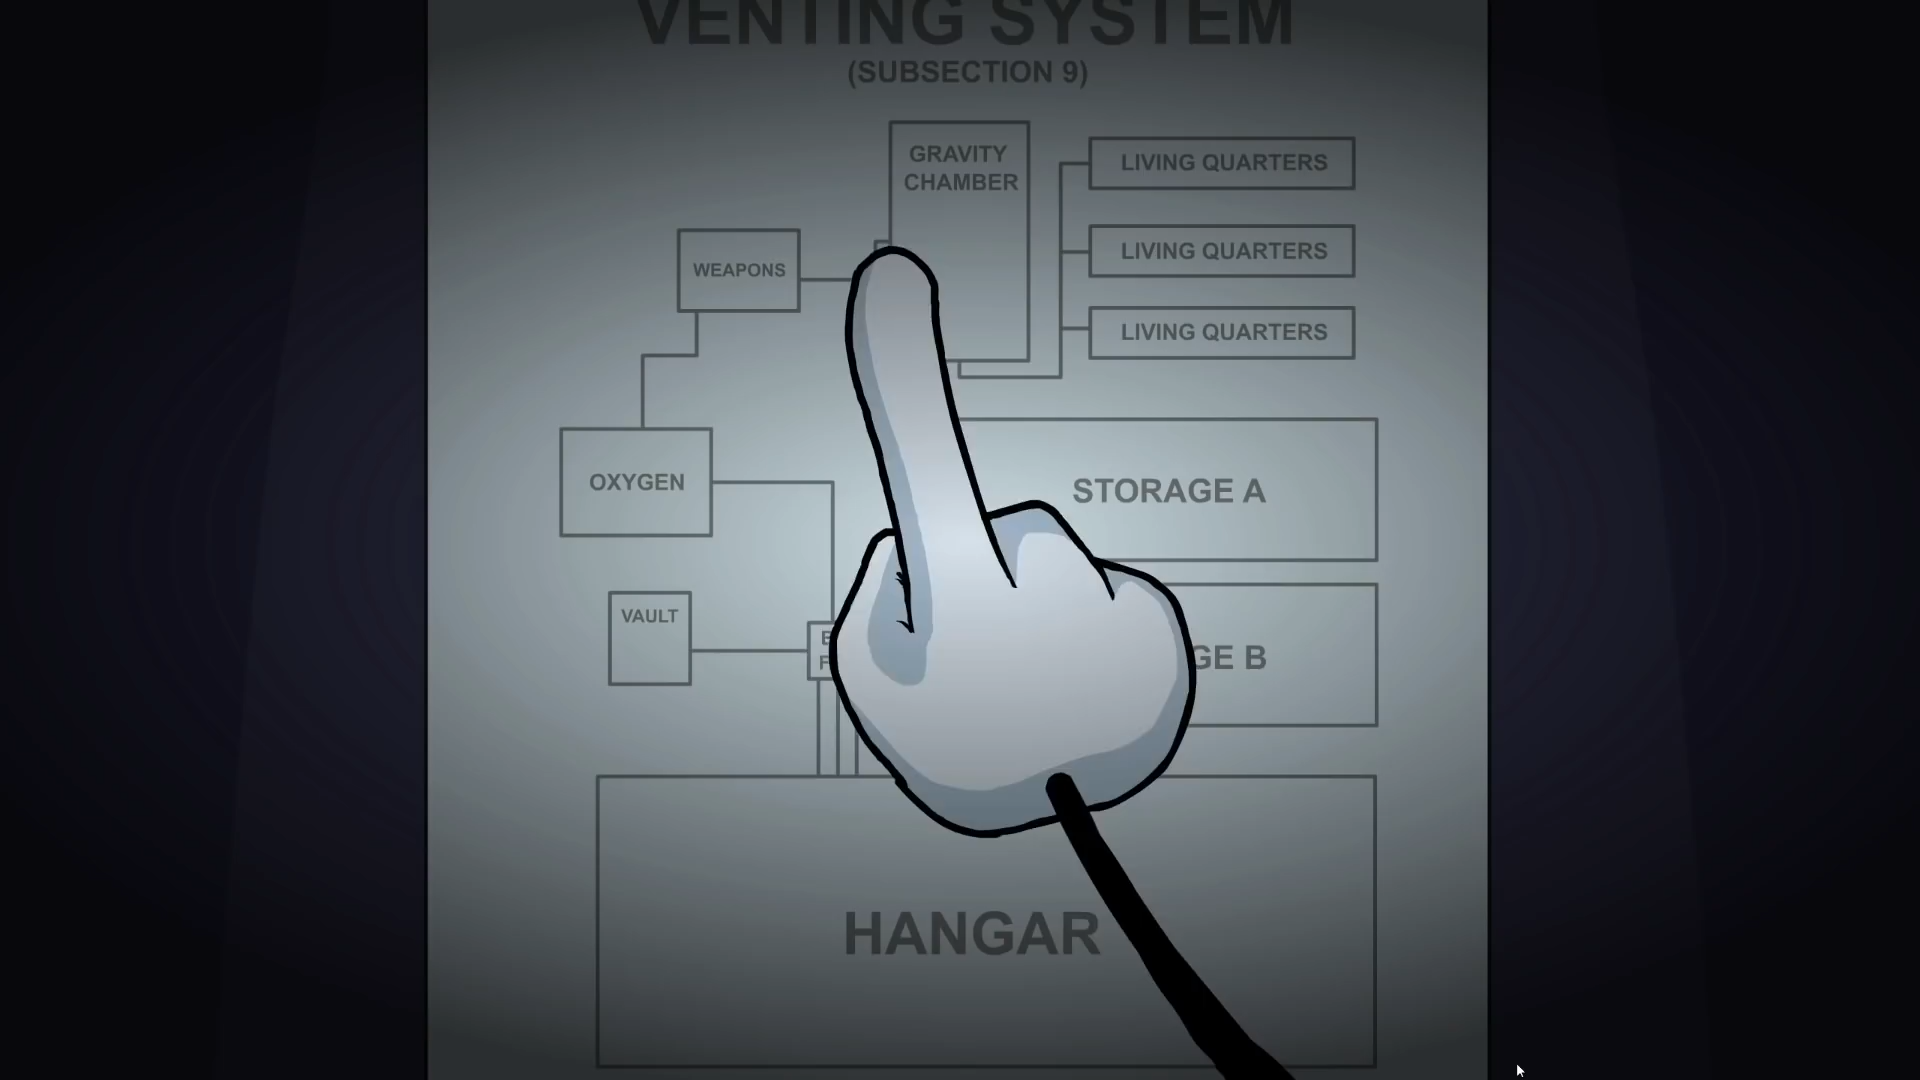 VENTING SYSTEM
(SUBSECTION 9)
GRAVITY
CHAMBER
LIVING QUARTERS
WEAPONS
LIVING QUARTERS
LIVING QUARTERS
OXYGEN
STORAGE A
VAULT
GE B
HANGAR